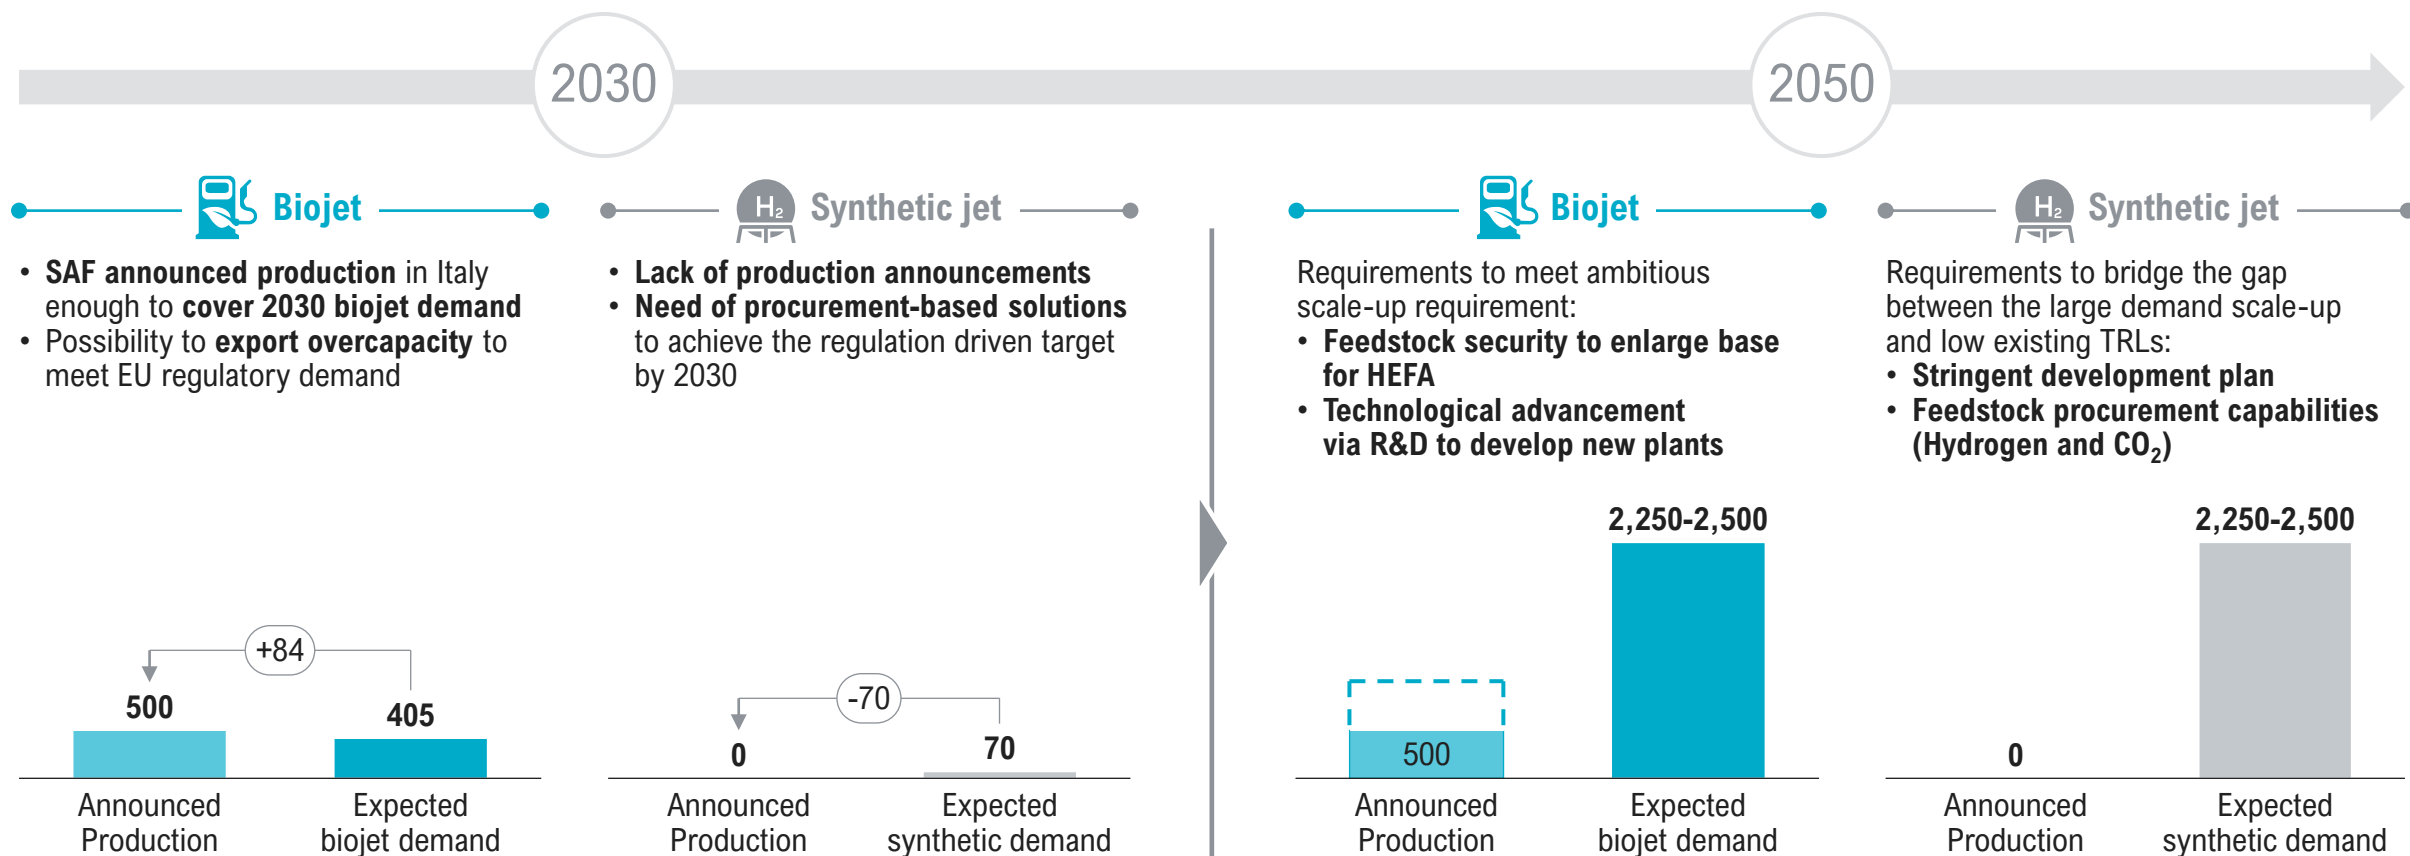 2030
2050
Biojet
• SAF announced production in Italy
enough to cover 2030 biojet demand
• Possibility to export overcapacity to
meet EU regulatory demand
+84
500
405
Announced
Production
Expected
biojet demand
H₂
Synthetic jet
• Lack of production announcements
• Need of procurement-based solutions
to achieve the regulation driven target
by 2030
-70
0
70
Announced
Production
Expected
synthetic demand
Biojet
Requirements to meet ambitious
scale-up requirement:
• Feedstock security to enlarge base
for HEFA
• Technological advancement
via R&D to develop new plants
2,250-2,500
500
Announced
Production
Expected
biojet demand
H₂
Synthetic jet
Requirements to bridge the gap
between the large demand scale-up
and low existing TRLs:
• Stringent development plan
• Feedstock procurement capabilities
(Hydrogen and CO₂)
2,250-2,500
0
Announced
Production
Expected
synthetic demand